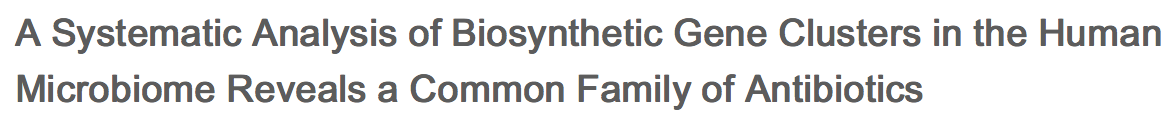 A Systematic Analysis of Biosynthetic Gene Clusters in the Human
Microbiome Reveals a Common Family of Antibiotics